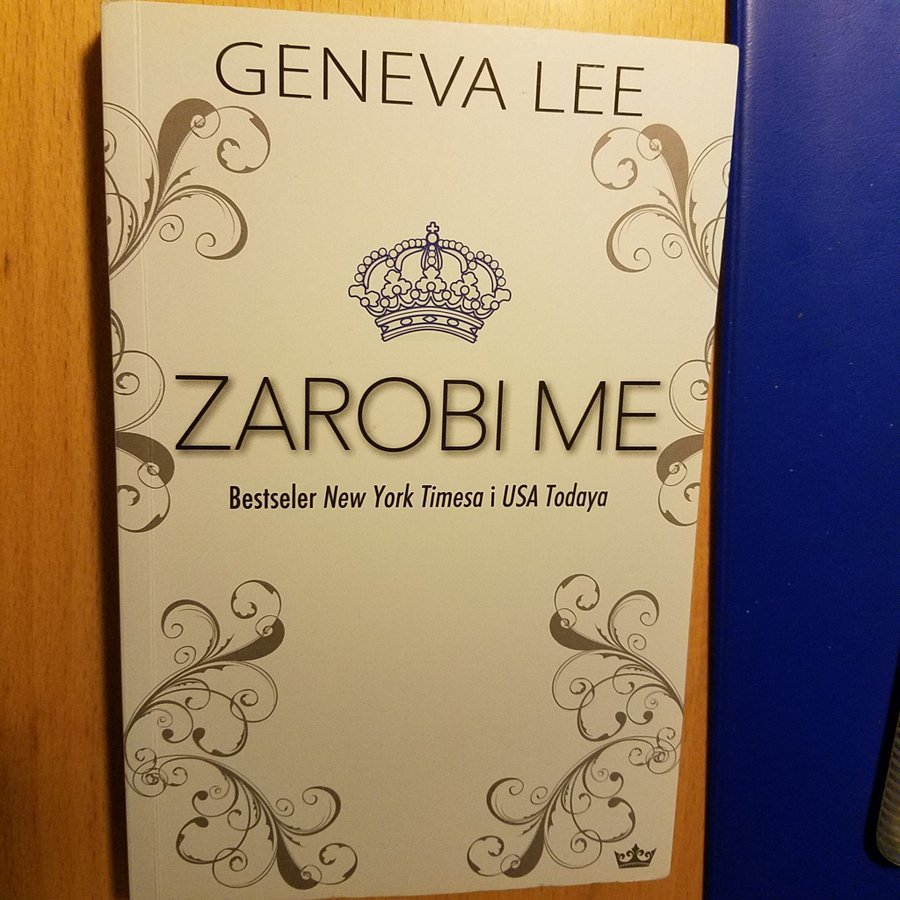 GENEVA LEE
ZAROBI ME
Bestseler New York Timesa i USA Todaya